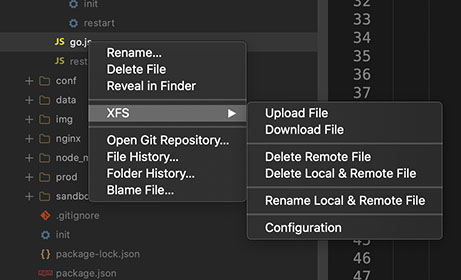 init
restart
JS go.js
JS rest
conf
data
img
nginx
node_m
prod
sandbo
.gitignore
init
package-lock.json
package.json
Rename...
Delete File
Reveal in Finder
XFS
Open Git Repository...
File History...
Folder History...
Blame File...
Upload File
Download File
Delete Remote File
Delete Local & Remote File
Rename Local & Remote File
Configuration
32
33
34
35
36
37
45
46
47